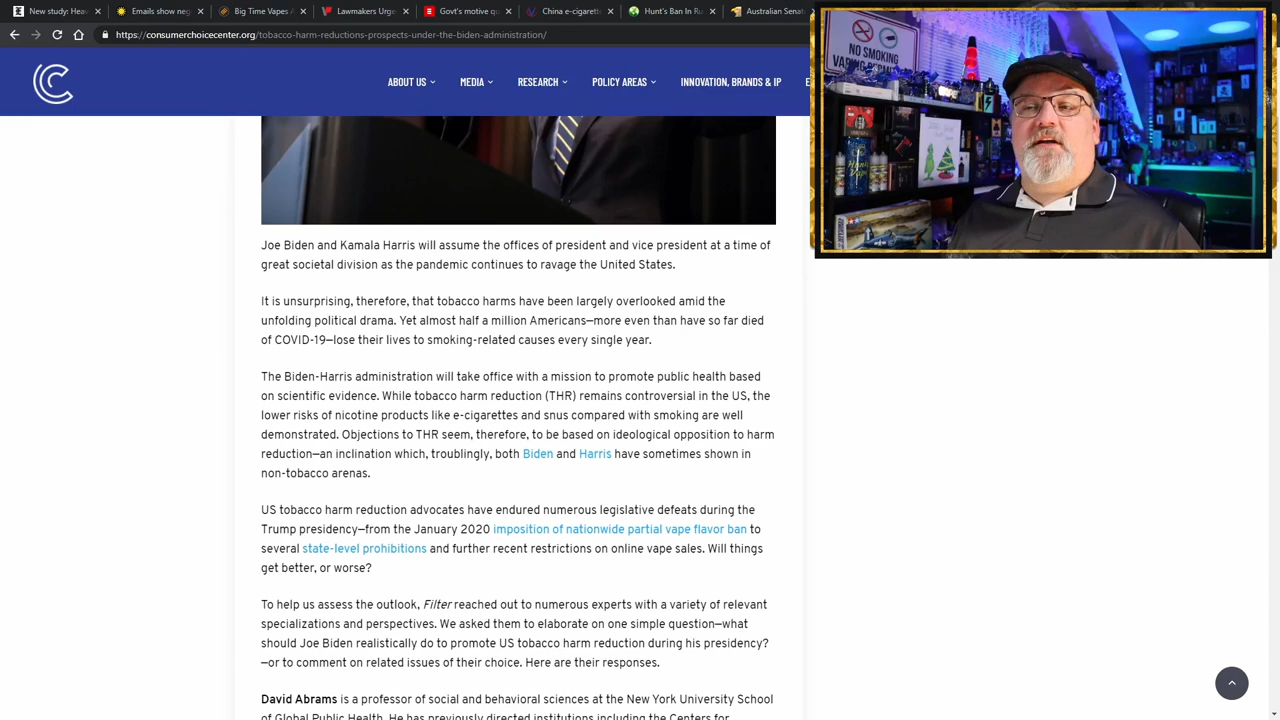 New study: Heav
Emails show ne
Big Time Vapes
Lawmakers Urge
Govt's motive q
China e-cigarett
Hunt's Ban In Ru
Australian Senat
https://consumerchoicecenter.org/tobacco-harm-reductions-prospects-under-the-biden-administration/
ABOUT US MEDIA RESEARCH POLICY AREAS INNOVATION, BRANDS & IP E
NO SMOKING
Joe Biden and Kamala Harris will assume the offices of president and vice president at a time of
great societal division as the pandemic continues to ravage the United States.
It is unsurprising, therefore, that tobacco harms have been largely overlooked amid the
unfolding political drama. Yet almost half a million Americans—more even than have so far died
of COVID-19—lose their lives to smoking-related causes every single year.
The Biden-Harris administration will take office with a mission to promote public health based
on scientific evidence. While tobacco harm reduction (THR) remains controversial in the US, the
lower risks of nicotine products like e-cigarettes and snus compared with smoking are well
demonstrated. Objections to THR seem, therefore, to be based on ideological opposition to harm
reduction—an inclination which, troublingly, both Biden and Harris have sometimes shown in
non-tobacco arenas.
US tobacco harm reduction advocates have endured numerous legislative defeats during the
Trump presidency—from the January 2020 imposition of nationwide partial vape flavor ban to
several state-level prohibitions and further recent restrictions on online vape sales. Will things
get better, or worse?
To help us assess the outlook, Filter reached out to numerous experts with a variety of relevant
specializations and perspectives. We asked them to elaborate on one simple question—what
should Joe Biden realistically do to promote US tobacco harm reduction during his presidency?
—or to comment on related issues of their choice. Here are their responses.
David Abrams is a professor of social and behavioral sciences at the New York University School
of Global Public Health. He has previously directed institutions including the Centers for